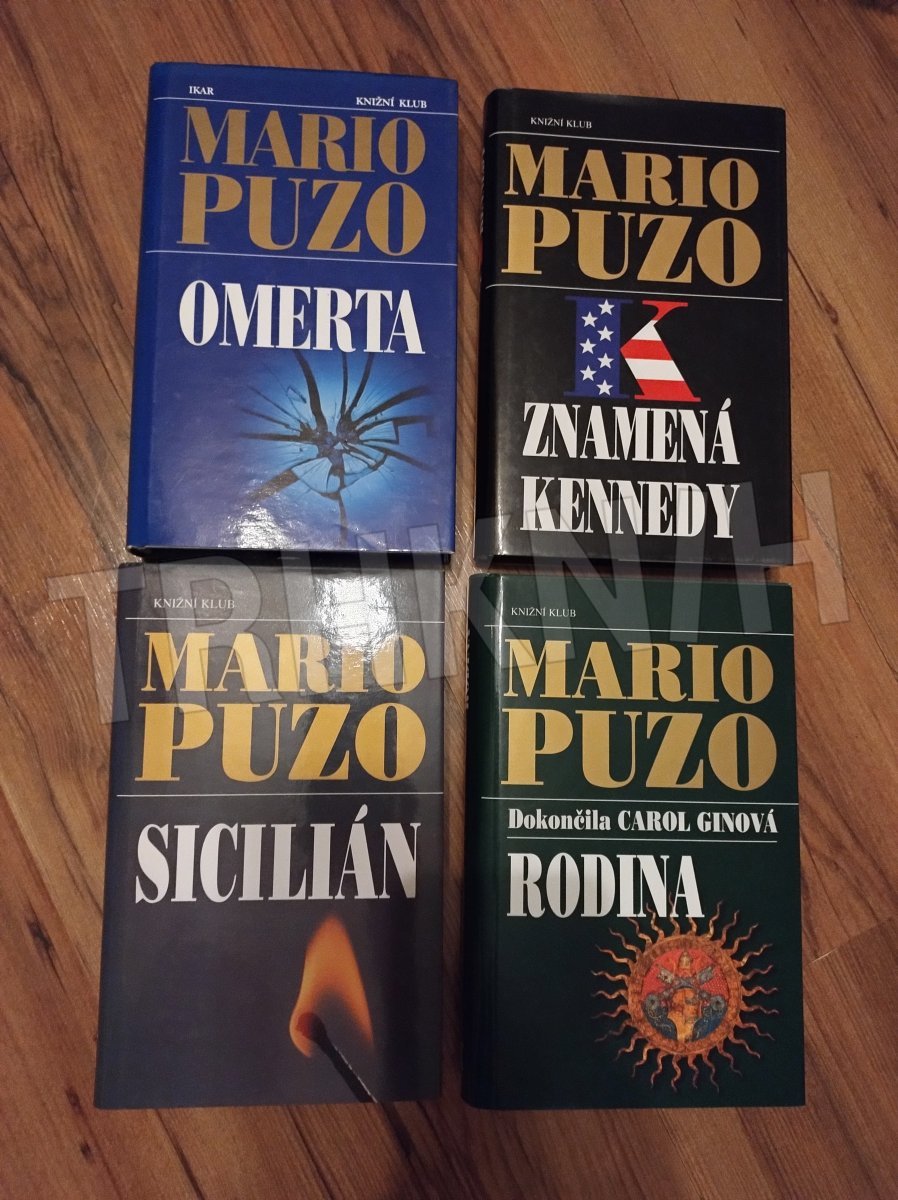 IKAR
KNIŽNÍ KLUB
MARIO
PUZO
OMERTA
KNIŽNÍ KLUB
MARIO
PUZO
K
ZNAMENÁ
KENNEDY
KNIŽNÍ KLUB
MARIO
PUZO
SICILIÁN
KNIŽNÍ KLUB
MARIO
PUZO
Dokončila CAROL GINOVÁ
RODINA
TRHKNIH